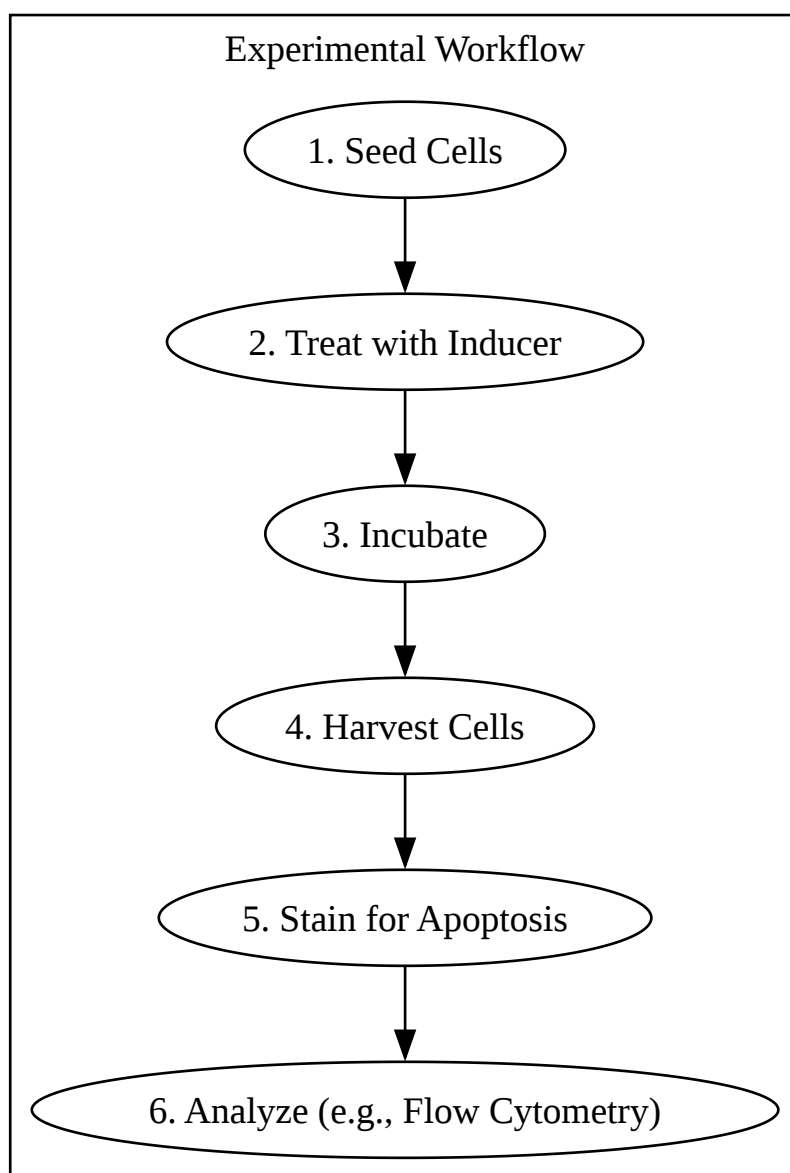 Experimental Workflow
1. Seed Cells
2. Treat with Inducer
3. Incubate
4. Harvest Cells
5. Stain for Apoptosis
6. Analyze (e.g., Flow Cytometry)